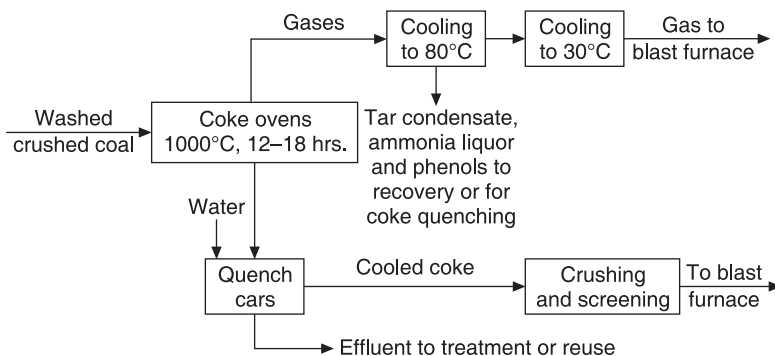 Gases
Cooling
to 80°C
Cooling
to 30°C
Gas to
blast furnace
Washed
crushed coal
Coke ovens
1000°C, 12–18 hrs.
Tar condensate,
ammonia liquor
and phenols to
recovery or for
coke quenching
Water
Quench
cars
Cooled coke
Crushing
and screening
To blast
furnace
Effluent to treatment or reuse